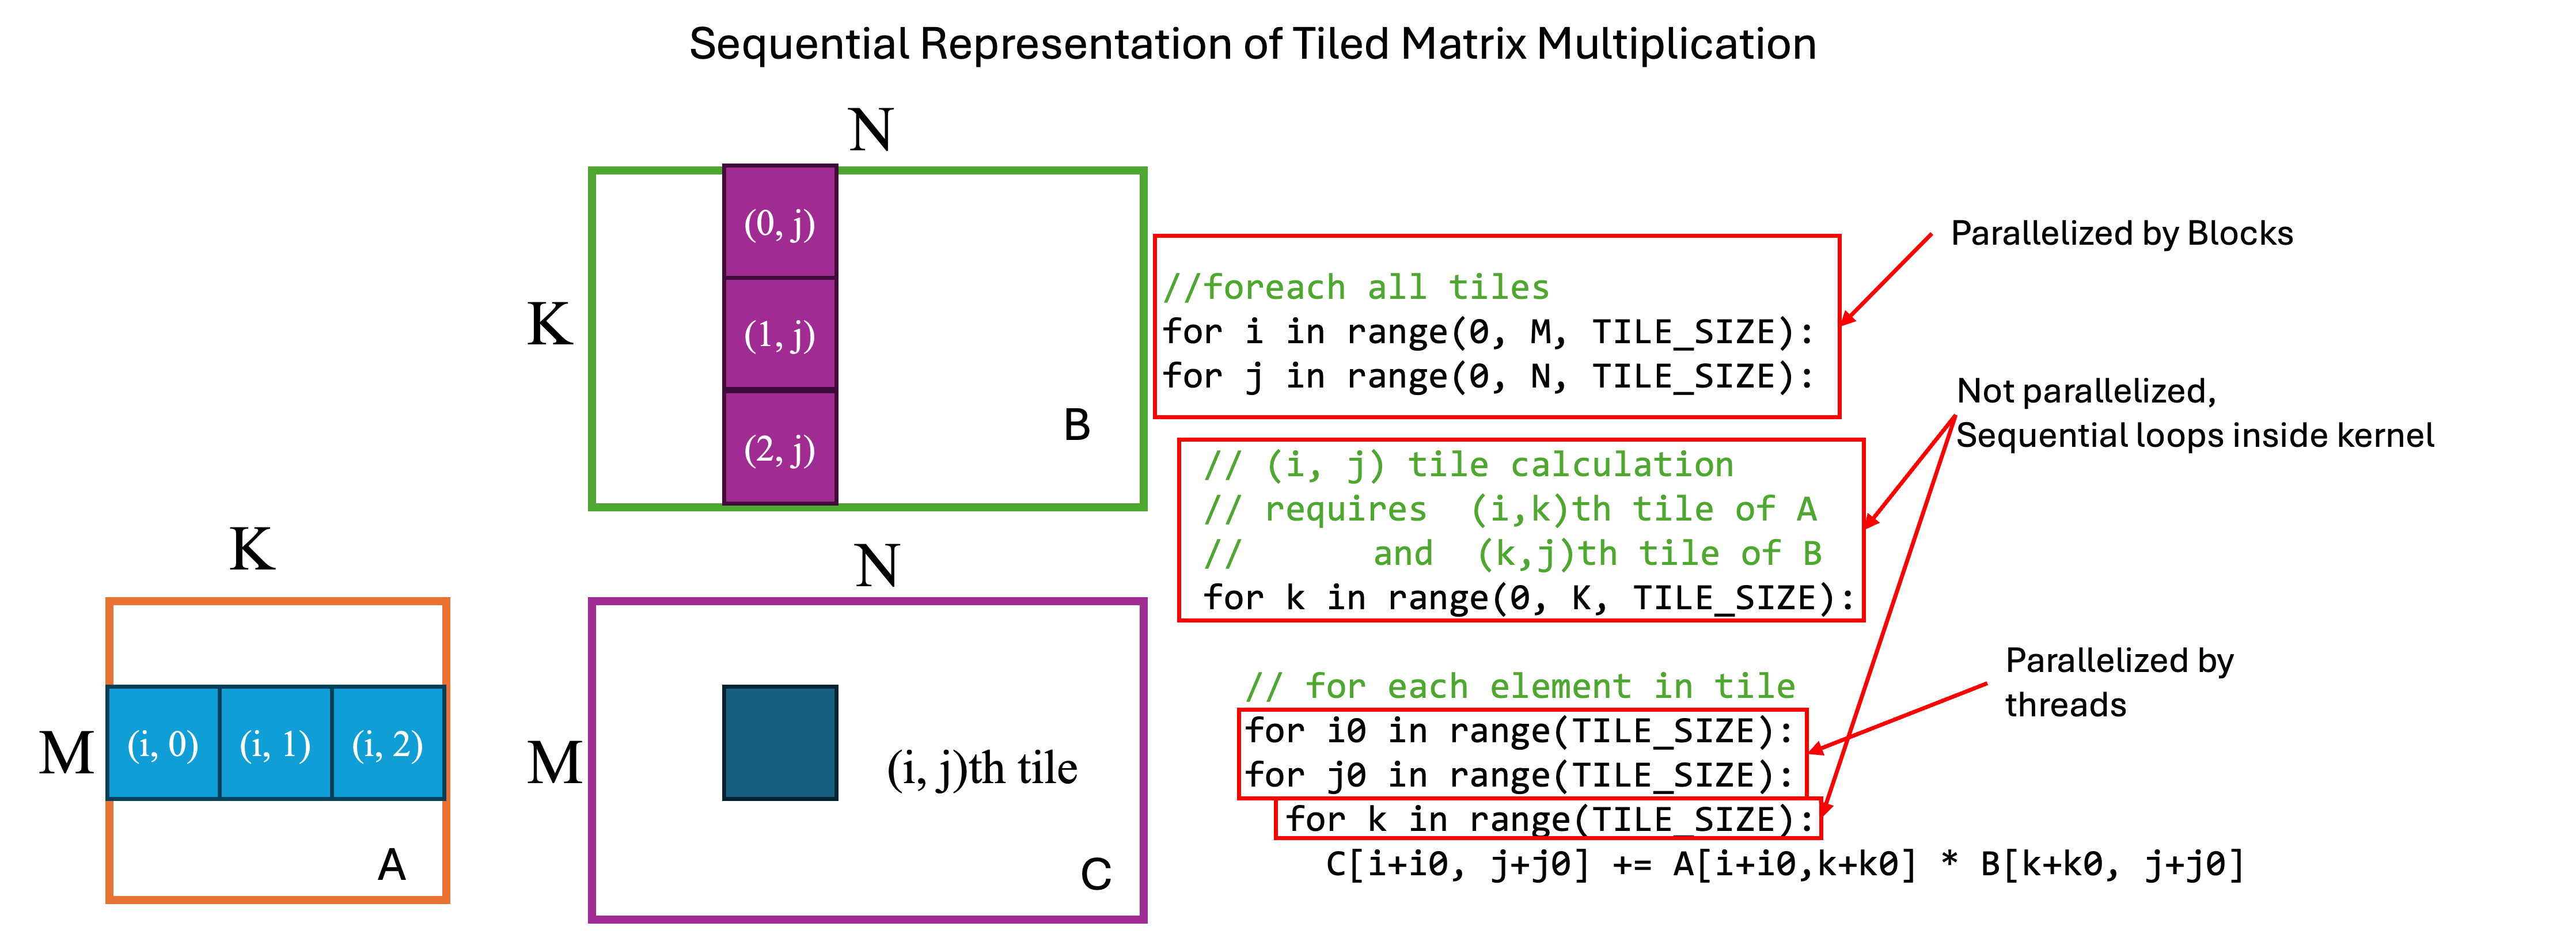 Sequential Representation of Tiled Matrix Multiplication
N
K
(0, j)
(1, j)
(2, j)
B
K
M
(i, 0) (i, 1) (i, 2)
A
N
M
(i, j)th tile
C
//foreach all tiles
for i in range(0, M, TILE_SIZE):
for j in range(0, N, TILE_SIZE):
// (i, j) tile calculation
// requires (i,k)th tile of A
// and (k,j)th tile of B
for k in range(0, K, TILE_SIZE):
// for each element in tile
for i0 in range(TILE_SIZE):
for j0 in range(TILE_SIZE):
for k in range(TILE_SIZE):
C[i+i0, j+j0] += A[i+i0,k+k0] * B[k+k0, j+j0]
Parallelized by Blocks
Not parallelized,
Sequential loops inside kernel
Parallelized by
threads